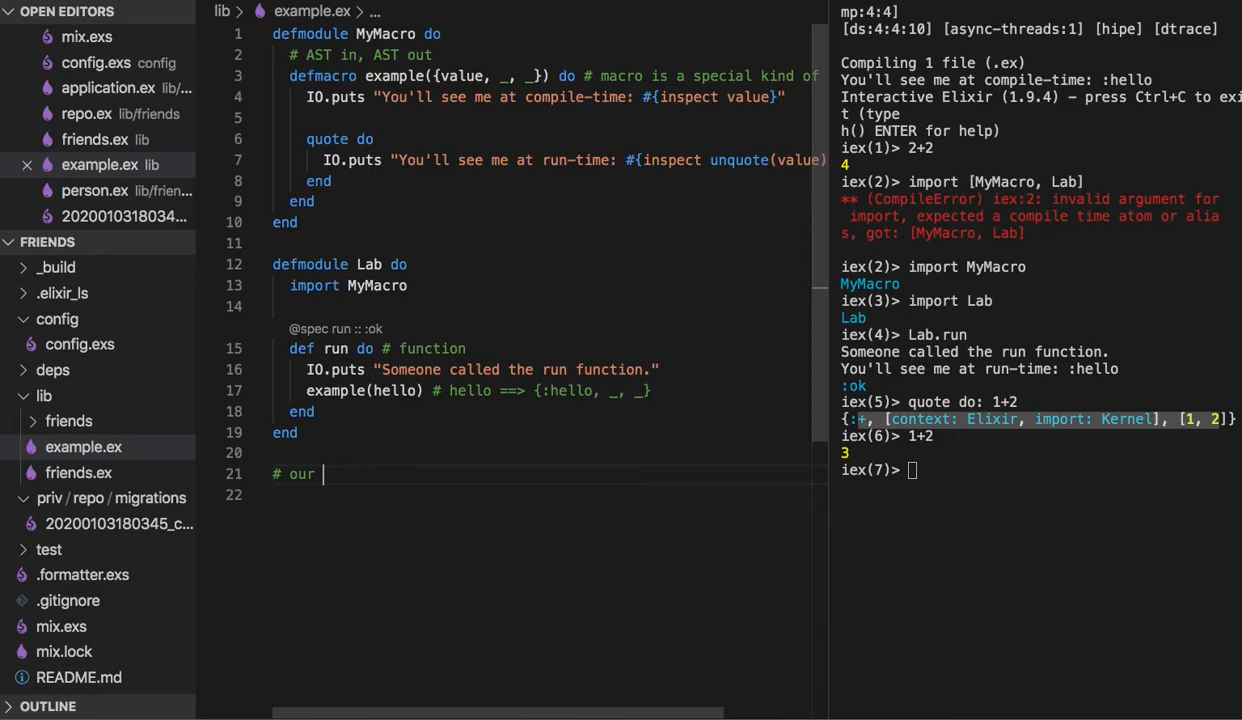 OPEN EDITORS
mix.exs
config.exs config
application.ex lib/...
repo.ex lib/friends
friends.ex lib
example.ex lib
person.ex lib/frien...
2020010318034...
FRIENDS
_build
.elixir_ls
config
config.exs
deps
lib
friends
example.ex
friends.ex
priv / repo / migrations
20200103180345_c...
test
.formatter.exs
.gitignore
mix.exs
mix.lock
README.md
OUTLINE
lib > example.ex > ...
1 defmodule MyMacro do
2 # AST in, AST out
3 defmacro example({value, _, _}) do # macro is a special kind of
4 IO.puts "You'll see me at compile-time: #{inspect value}"
5
6 quote do
7 IO.puts "You'll see me at run-time: #{inspect unquote(value)
8 end
9 end
10 end
11
12 defmodule Lab do
13 import MyMacro
14
@spec run :: :ok
15 def run do # function
16 IO.puts "Someone called the run function."
17 example(hello) # hello ==> {:hello, _, _}
18 end
19 end
20
21 # our
22
mp:4:4]
[ds:4:4:10] [async-threads:1] [hipe] [dtrace]
Compiling 1 file (.ex)
You'll see me at compile-time: :hello
Interactive Elixir (1.9.4) - press Ctrl+C to exi
t (type
h() ENTER for help)
iex(1)> 2+2
4
iex(2)> import [MyMacro, Lab]
** (CompileError) iex:2: invalid argument for
import, expected a compile time atom or alia
s, got: [MyMacro, Lab]
iex(2)> import MyMacro
MyMacro
iex(3)> import Lab
Lab
iex(4)> Lab.run
Someone called the run function.
You'll see me at run-time: :hello
:ok
iex(5)> quote do: 1+2
{:+, [context: Elixir, import: Kernel], [1, 2]}
iex(6)> 1+2
3
iex(7)>